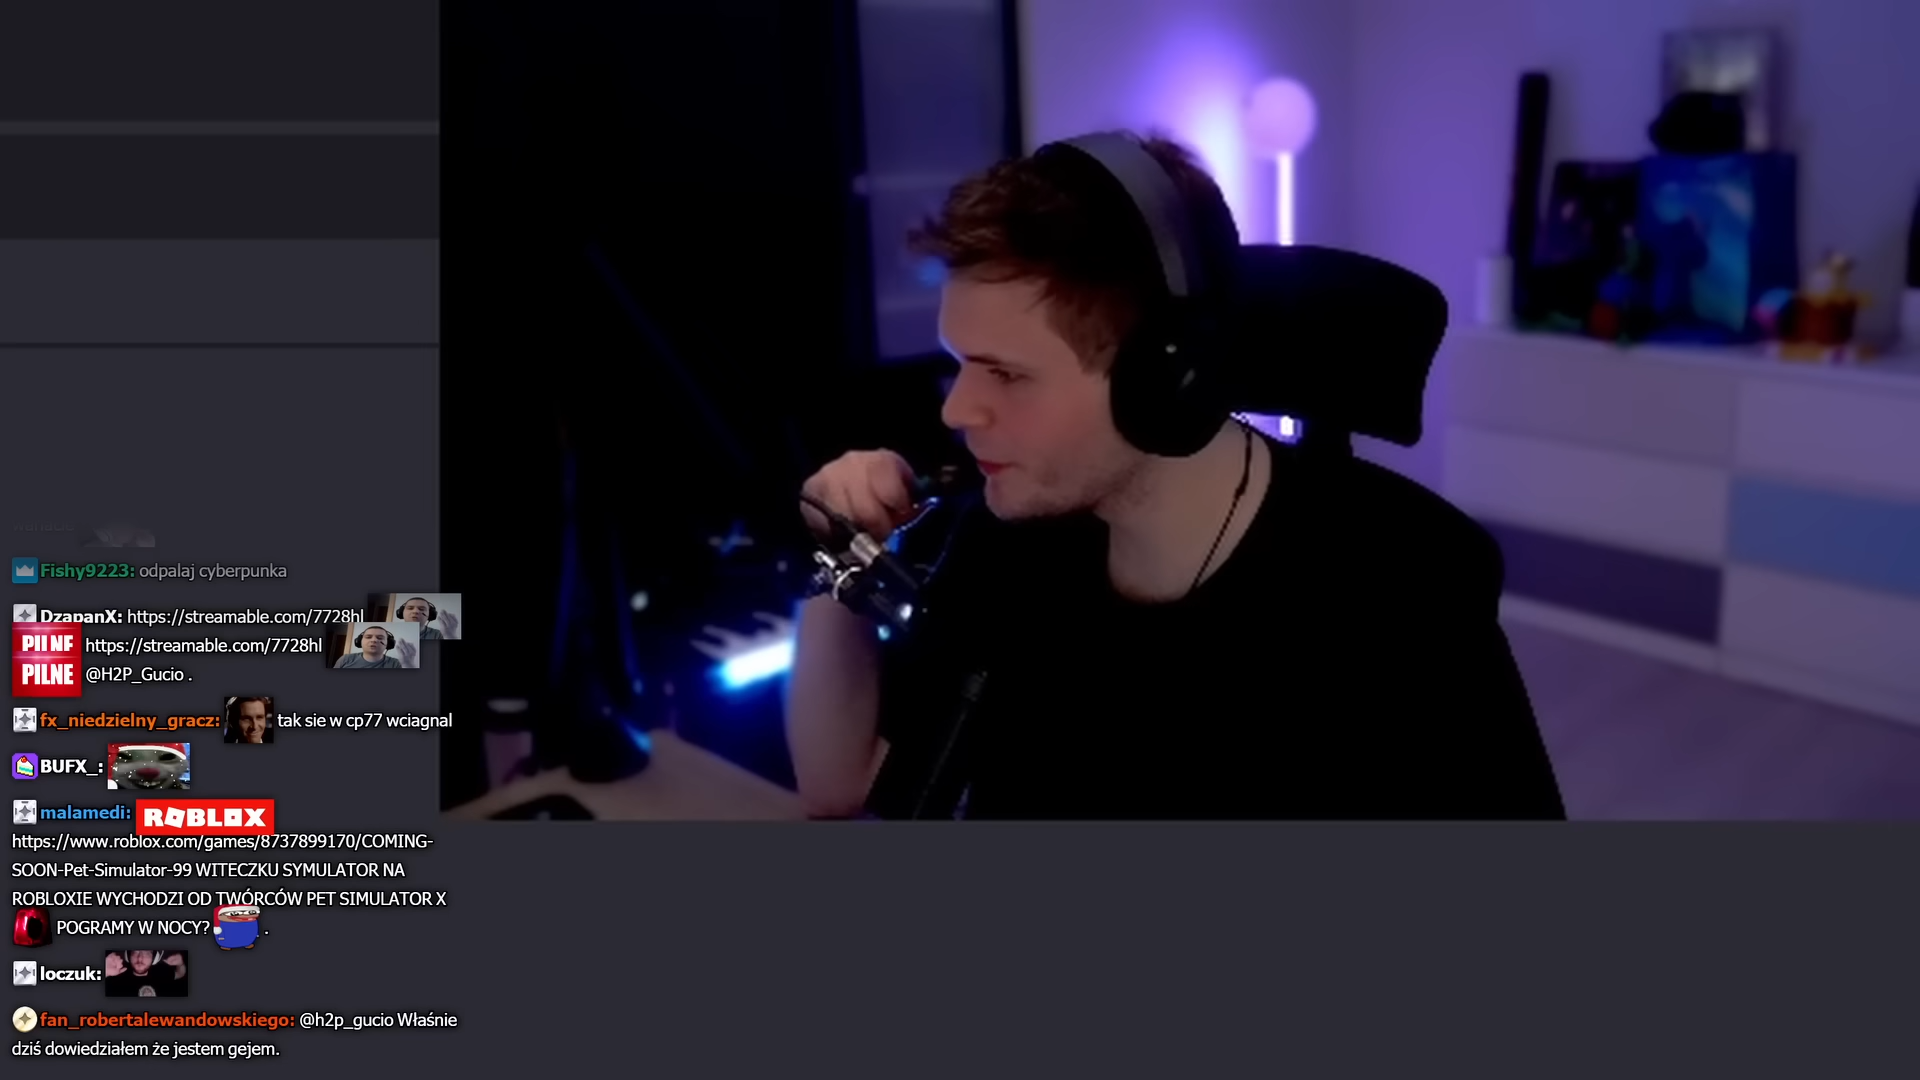 Fishy9223: odpalaj cyberpunka
DzapanX: https://streamable.com/7728hl
PILNE https://streamable.com/7728hl
PILNE @H2P_Gucio .
fx_niedzielny_gracz: tak sie w cp77 wciagnal
BUFX_:
malamedi: ROBLOX
https://www.roblox.com/games/8737899170/COMING-
SOON-Pet-Simulator-99 WITECZKU SYMULATOR NA
ROBLOXIE WYCHODZI OD TWÓRCÓW PET SIMULATOR X
POGRAMY W NOCY? .
loczuk:
fan_robertalewandowskiego: @h2p_gucio Właśnie
dziś dowiedziałem że jestem gejem.